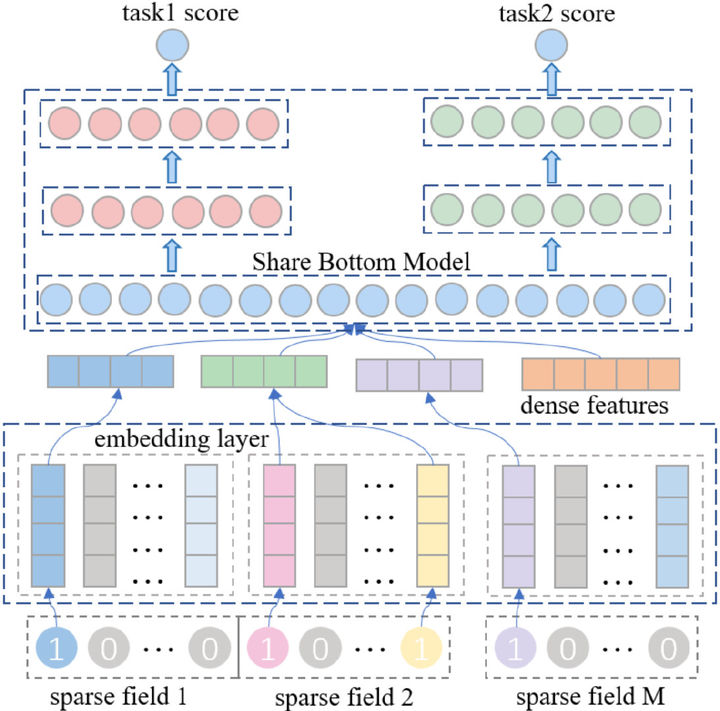 task1 score
task2 score
Share Bottom Model
dense features
embedding layer
... ... ...
... ... ...
... ... ...
... ... ...
1 0 ... 0 1 0 ... 1 1 0 ... 0
sparse field 1
sparse field 2
sparse field M